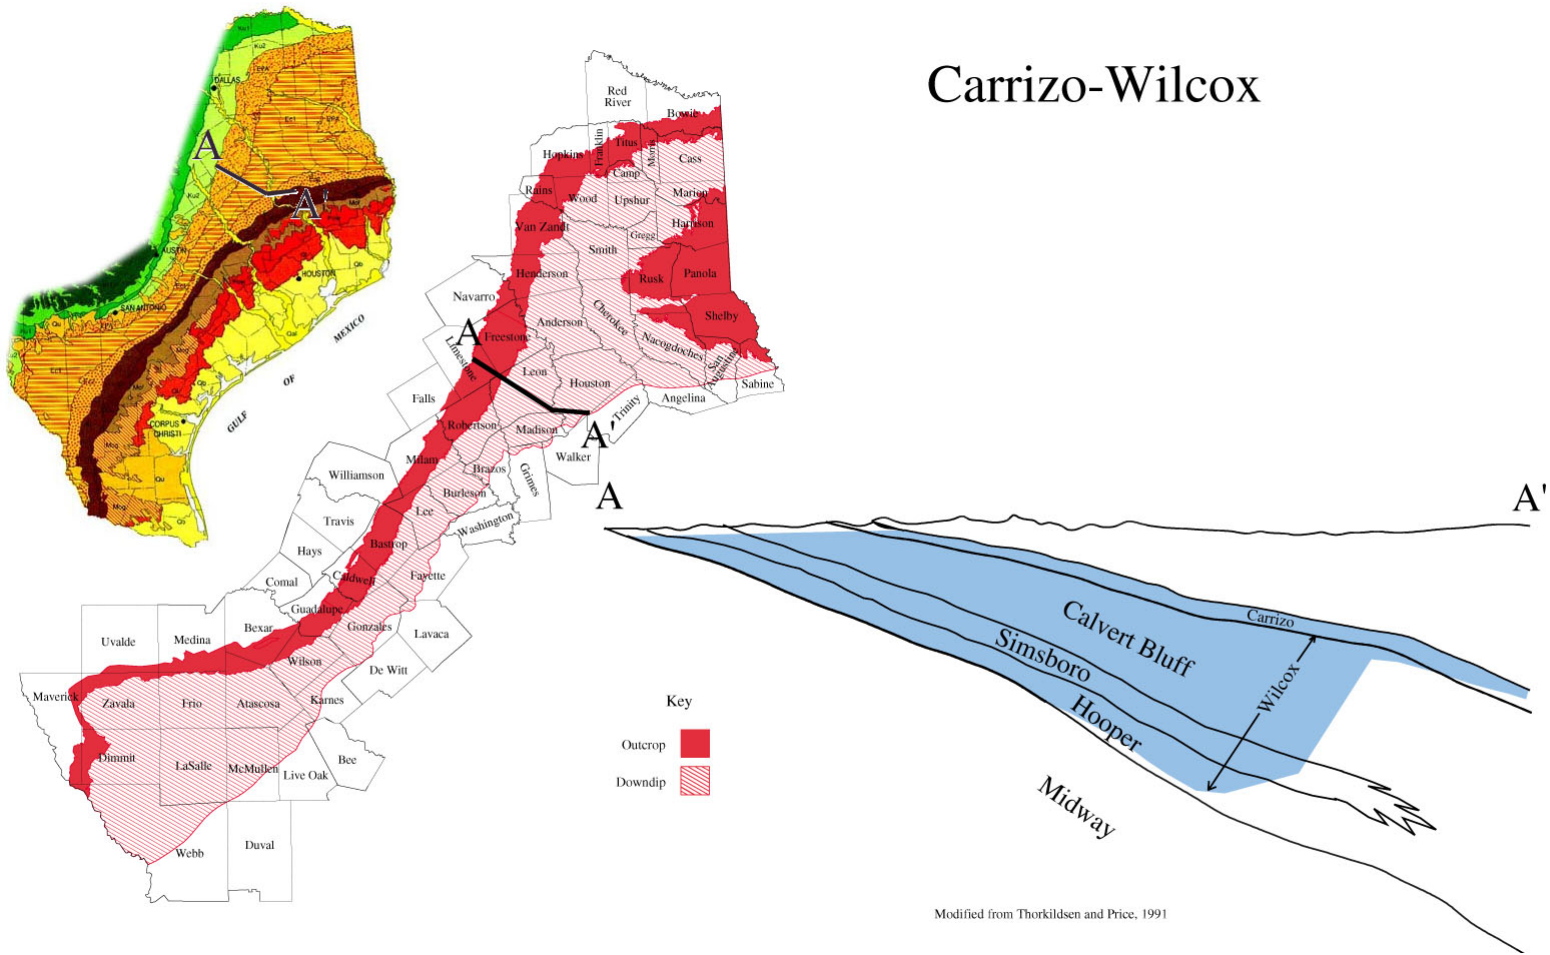 Carrizo-Wilcox
DALLAS
A
A'
AUSTIN
SAN ANTONIO
HOUSTON
CORPUS
CHRISTI
GULF
OF
MEXICO
Ku2
Ku2
Ec1
Red
River
Bowie
Hopkins
Franklin
Titus
Morris
Cass
Camp
Rains
Wood
Upshur
Marion
Van Zandt
Harrison
Gregg
Smith
Henderson
Rusk
Panola
Navarro
Anderson
Cherokee
Shelby
A
Freestone
Limestone
Nacogdoches
San
Augustine
Leon
Houston
Sabine
Falls
Trinity
Angelina
Robertson
Madison
A'
Milam
Walker
Williamson
Brazos
Grimes
Burleson
Travis
Lee
Washington
Hays
Bastrop
Comal
Caldwell
Fayette
Guadalupe
Uvalde
Medina
Bexar
Gonzales
Lavaca
Wilson
De Witt
Maverick
Zavala
Frio
Atascosa
Karnes
Dimmit
LaSalle
McMullen
Live Oak
Bee
Webb
Duval
Key
Outcrop
Downdip
A
A'
Carrizo
Calvert Bluff
Simsboro
Wilcox
Hooper
Midway
Modified from Thorkildsen and Price, 1991